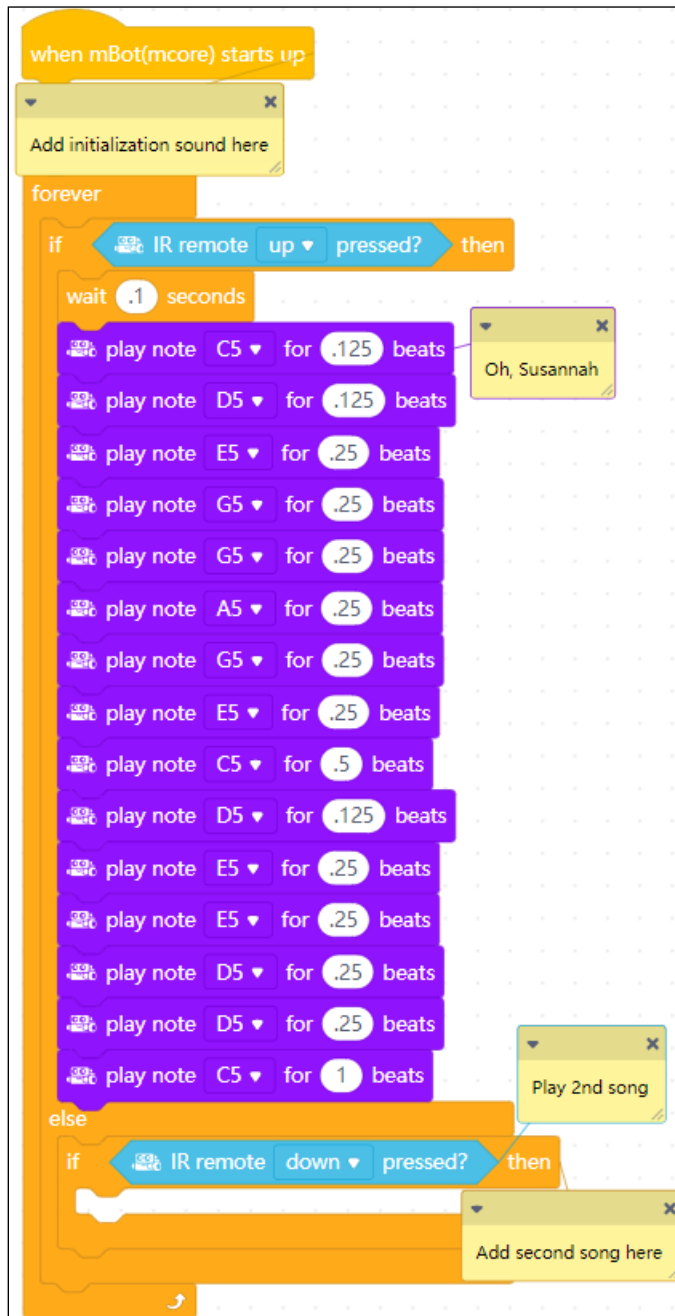 when mBot(mcore) starts up
Add initialization sound here
forever
if IR remote up pressed? then
wait .1 seconds
play note C5 for .125 beats
Oh, Susannah
play note D5 for .125 beats
play note E5 for .25 beats
play note G5 for .25 beats
play note G5 for .25 beats
play note A5 for .25 beats
play note G5 for .25 beats
play note E5 for .25 beats
play note C5 for .5 beats
play note D5 for .125 beats
play note E5 for .25 beats
play note E5 for .25 beats
play note D5 for .25 beats
play note D5 for .25 beats
play note C5 for 1 beats
Play 2nd song
else
if IR remote down pressed? then
Add second song here